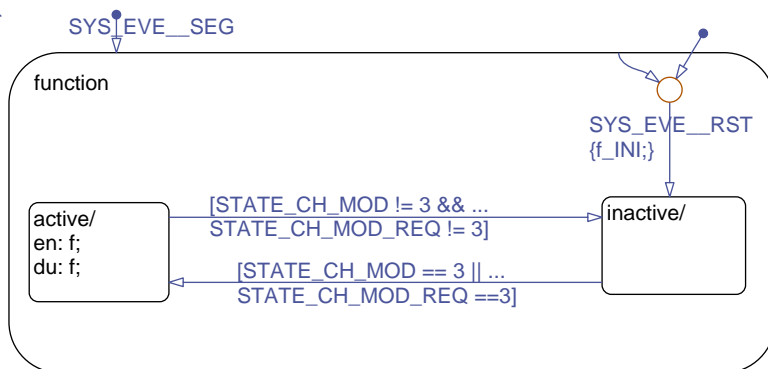 SYS_EVE__SEG
function
SYS_EVE__RST
{f_INI;}
[STATE_CH_MOD != 3 && ...
STATE_CH_MOD_REQ != 3]
active/
en: f;
du: f;
inactive/
[STATE_CH_MOD == 3 || ...
STATE_CH_MOD_REQ ==3]